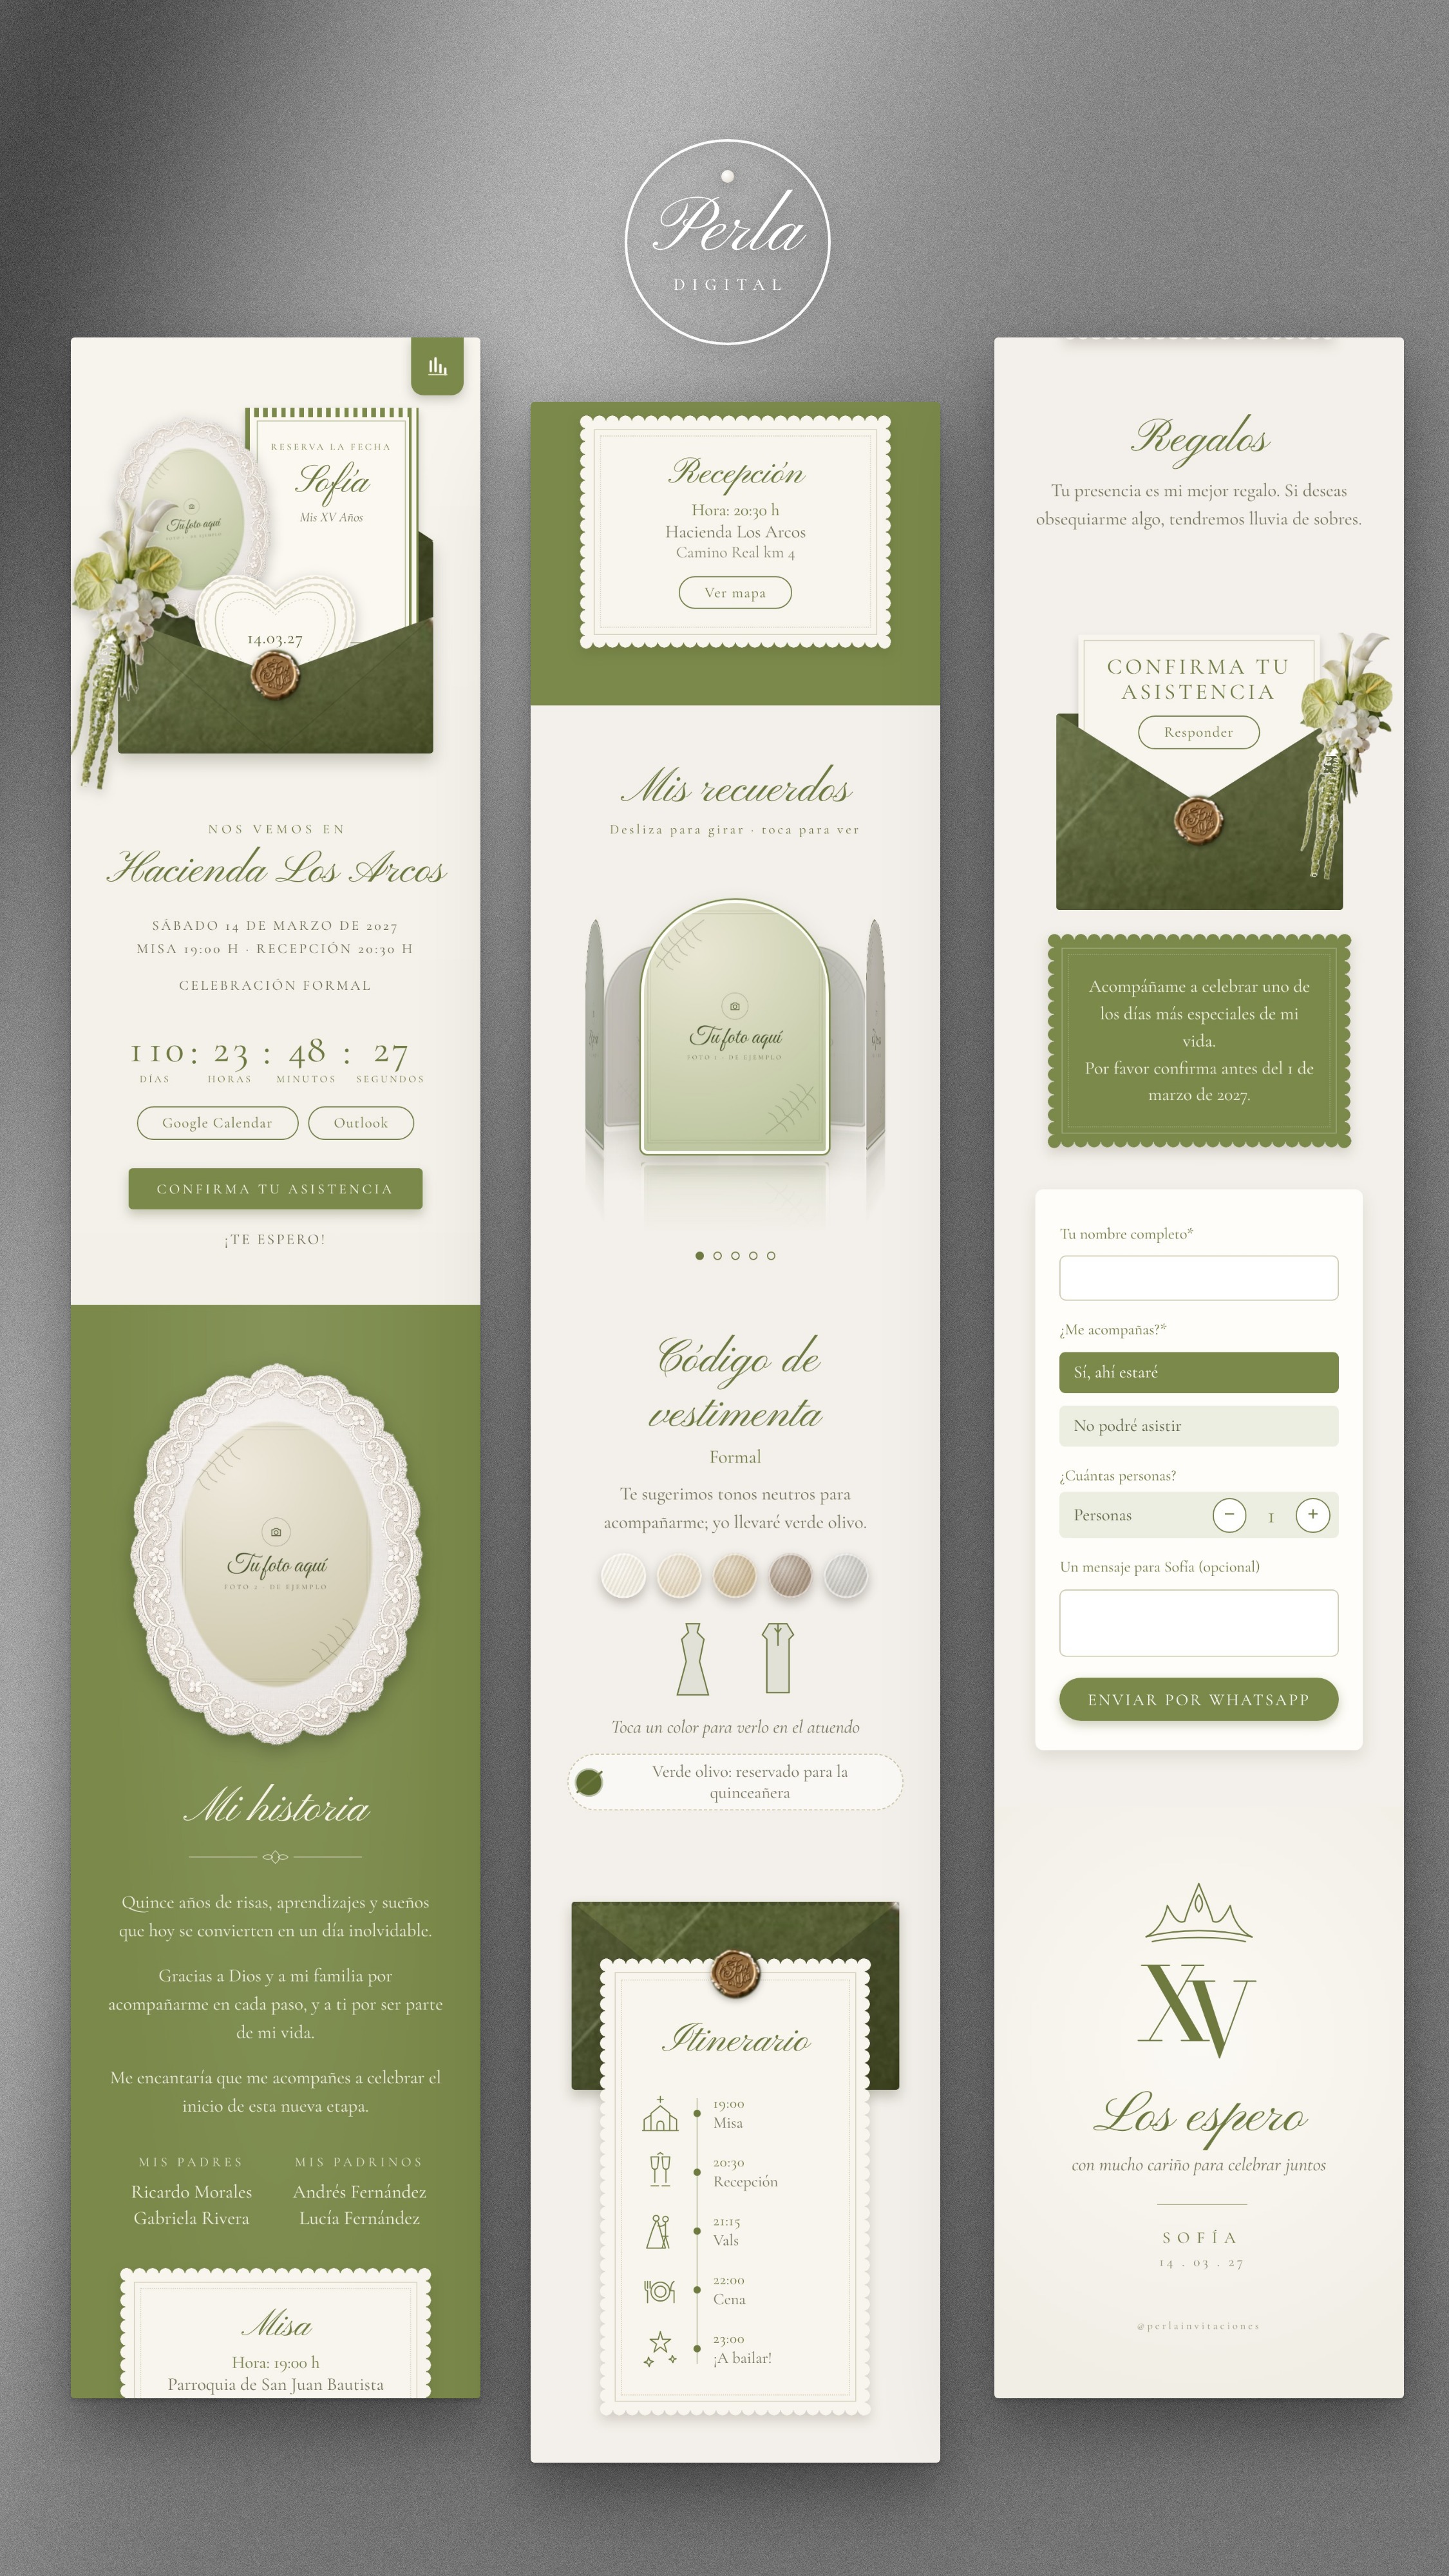 Perla
DIGITAL
RESERVA LA FECHA
Sofía
Mis XV Años
Tu foto aquí
14.03.27
NOS VEMOS EN
Hacienda Los Arcos
SÁBADO 14 DE MARZO DE 2027
MISA 19:00 H · RECEPCIÓN 20:30 H
CELEBRACIÓN FORMAL
110 : 23 : 48 : 27
DÍAS HORAS MINUTOS SEGUNDOS
Google Calendar Outlook
CONFIRMA TU ASISTENCIA
¡TE ESPERO!
Tu foto aquí
FOTO 2 · DE EJEMPLO
Mi historia
Quince años de risas, aprendizajes y sueños
que hoy se convierten en un día inolvidable.
Gracias a Dios y a mi familia por
acompañarme en cada paso, y a ti por ser parte
de mi vida.
Me encantaría que me acompañes a celebrar el
inicio de esta nueva etapa.
MIS PADRES MIS PADRINOS
Ricardo Morales Andrés Fernández
Gabriela Rivera Lucía Fernández
Misa
Hora: 19:00 h
Parroquia de San Juan Bautista
Recepción
Hora: 20:30 h
Hacienda Los Arcos
Camino Real km 4
Ver mapa
Mis recuerdos
Desliza para girar · toca para ver
Tu foto aquí
FOTO 1 · DE EJEMPLO
Código de
vestimenta
Formal
Te sugerimos tonos neutros para
acompañarme; yo llevaré verde olivo.
Toca un color para verlo en el atuendo
Verde olivo: reservado para la
quinceañera
Itinerario
19:00
Misa
20:30
Recepción
21:15
Vals
22:00
Cena
23:00
¡A bailar!
Regalos
Tu presencia es mi mejor regalo. Si deseas
obsequiarme algo, tendremos lluvia de sobres.
CONFIRMA TU
ASISTENCIA
Responder
Acompáñame a celebrar uno de
los días más especiales de mi
vida.
Por favor confirma antes del 1 de
marzo de 2027.
Tu nombre completo*
¿Me acompañas?*
Sí, ahí estaré
No podré asistir
¿Cuántas personas?
Personas − 1 +
Un mensaje para Sofía (opcional)
ENVIAR POR WHATSAPP
XV
Los espero
con mucho cariño para celebrar juntos
SOFÍA
14 . 03 . 27
@perlainvitaciones